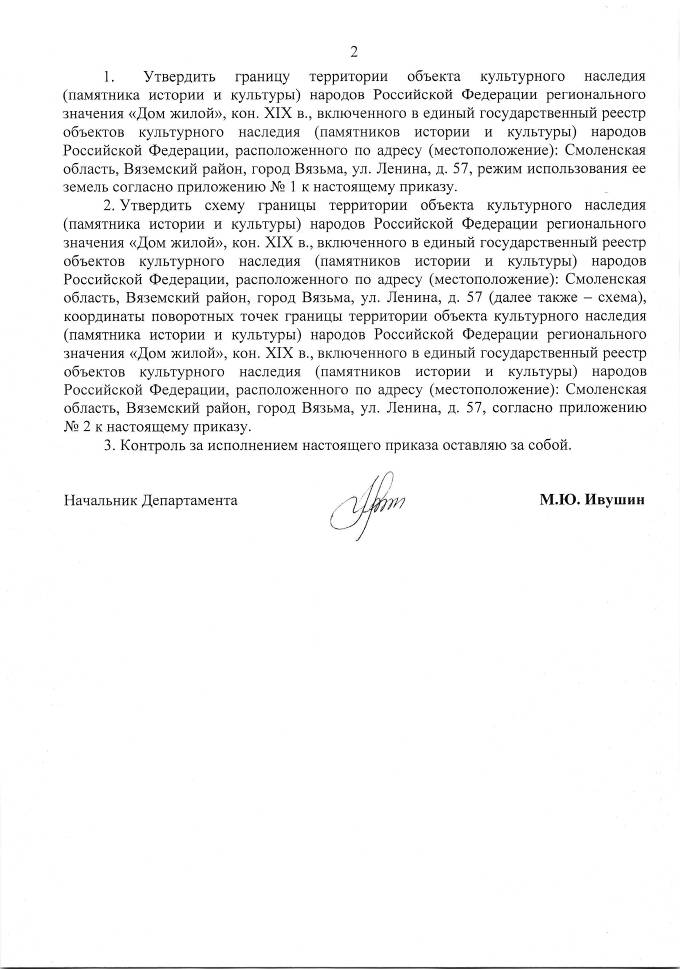 2
1. Утвердить границу территории объекта культурного наследия
(памятника истории и культуры) народов Российской Федерации регионального
значения «Дом жилой», кон. XIX в., включенного в единый государственный реестр
объектов культурного наследия (памятников истории и культуры) народов
Российской Федерации, расположенного по адресу (местоположение): Смоленская
область, Вяземский район, город Вязьма, ул. Ленина, д. 57, режим использования ее
земель согласно приложению № 1 к настоящему приказу.
2. Утвердить схему границы территории объекта культурного наследия
(памятника истории и культуры) народов Российской Федерации регионального
значения «Дом жилой», кон. XIX в., включенного в единый государственный реестр
объектов культурного наследия (памятников истории и культуры) народов
Российской Федерации, расположенного по адресу (местоположение): Смоленская
область, Вяземский район, город Вязьма, ул. Ленина, д. 57 (далее также – схема),
координаты поворотных точек границы территории объекта культурного наследия
(памятника истории и культуры) народов Российской Федерации регионального
значения «Дом жилой», кон. XIX в., включенного в единый государственный реестр
объектов культурного наследия (памятников истории и культуры) народов
Российской Федерации, расположенного по адресу (местоположение): Смоленская
область, Вяземский район, город Вязьма, ул. Ленина, д. 57, согласно приложению
№ 2 к настоящему приказу.
3. Контроль за исполнением настоящего приказа оставляю за собой.
Начальник Департамента М.Ю. Ивушин